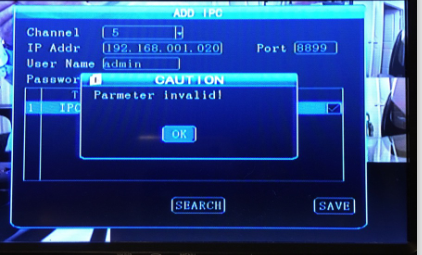 ADD IPC
Channel 5
IP Addr 192.168.001.020 Port 8899
User Name admin
Passwor
CAUTION
Parmeter invalid!
1 IPC
OK
SEARCH SAVE